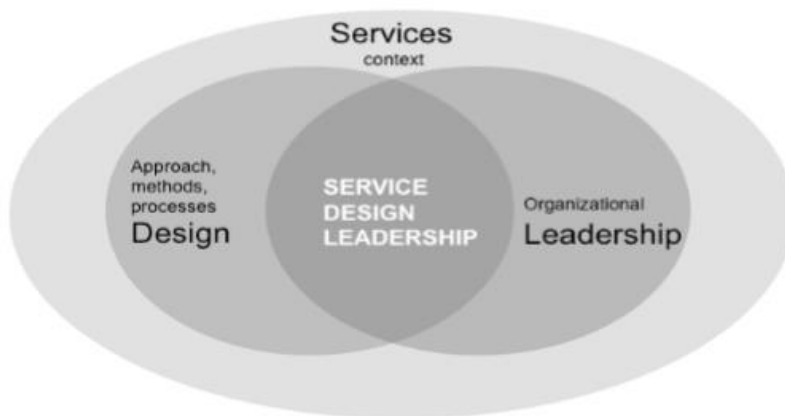 Services
context
Approach,
methods,
processes
Design
SERVICE
DESIGN
LEADERSHIP
Organizational
Leadership